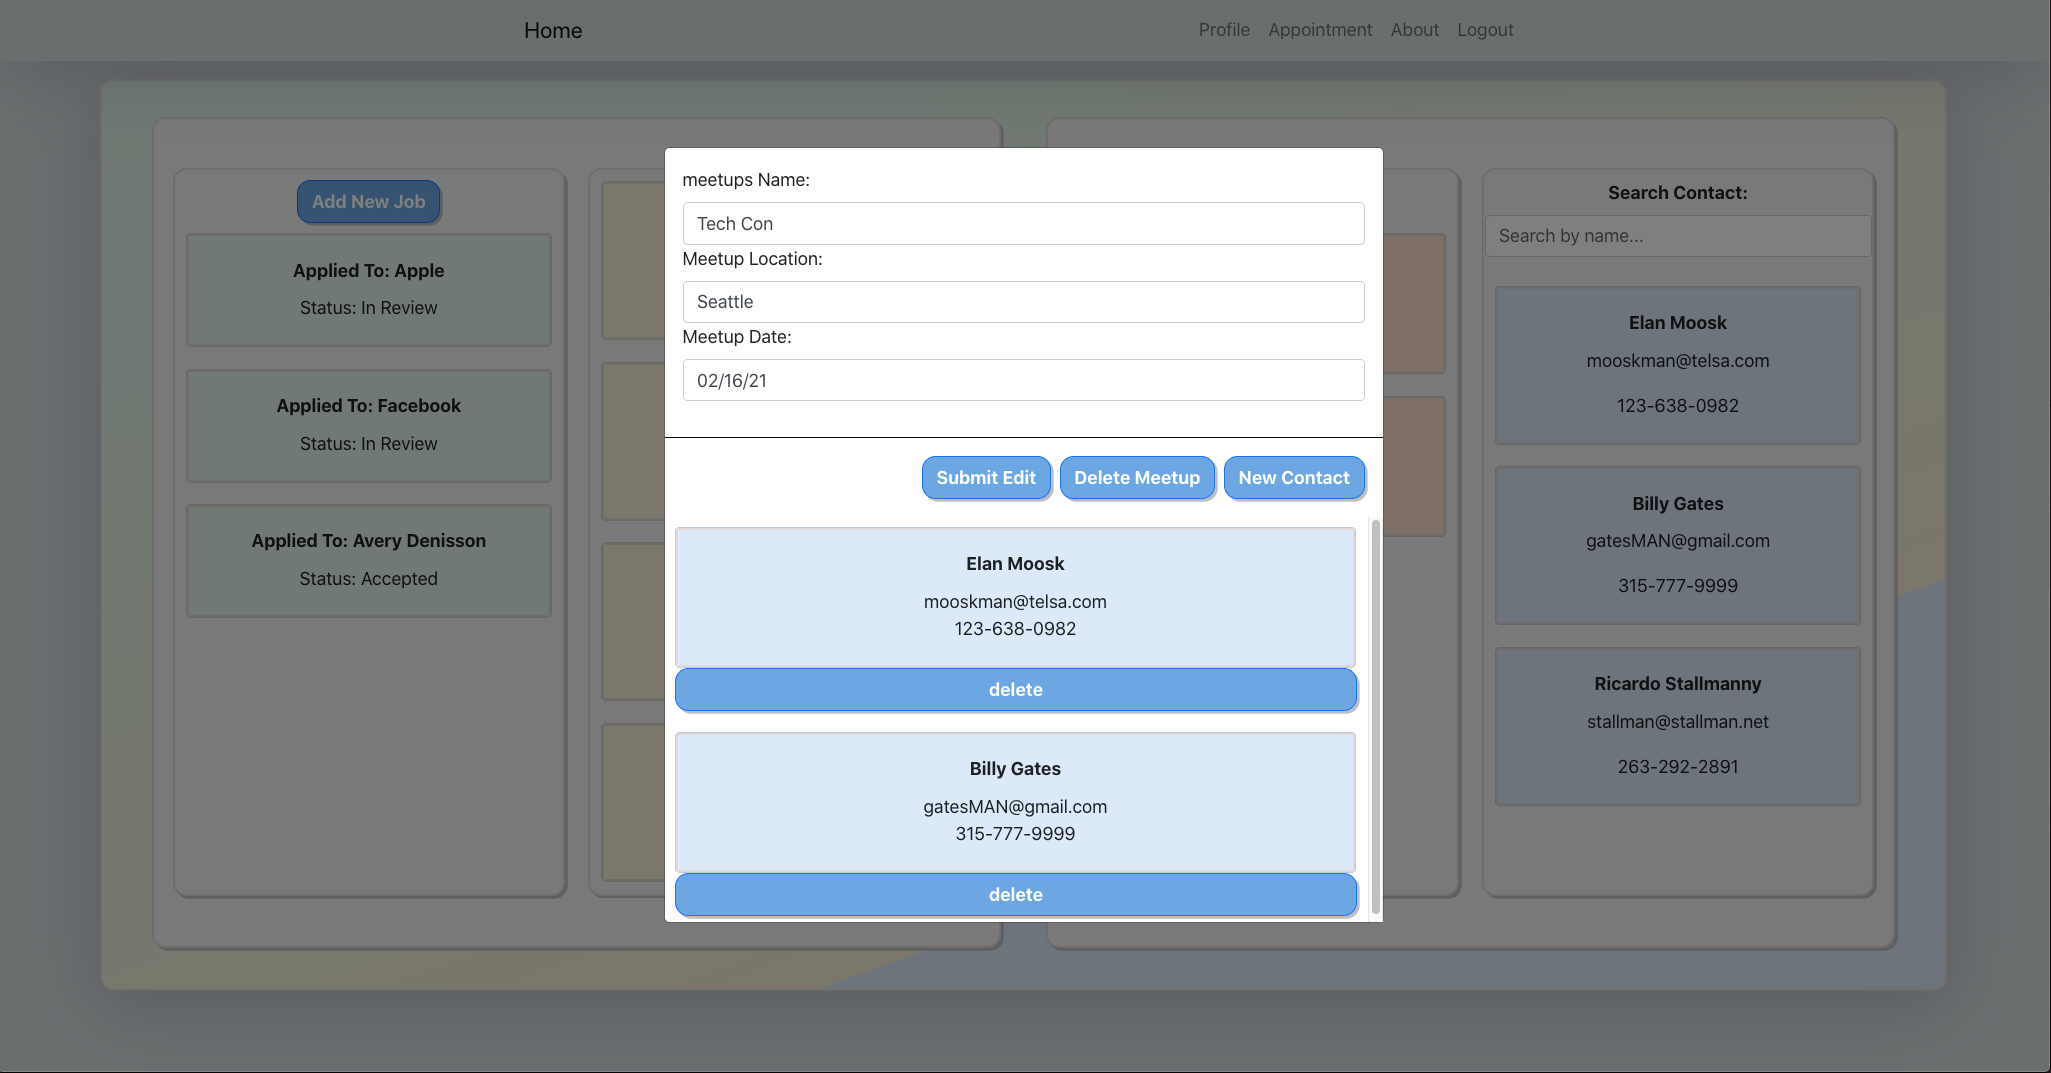 Home
Profile
Appointment
About
Logout
Add New Job
Applied To: Apple
Status: In Review
Applied To: Facebook
Status: In Review
Applied To: Avery Denisson
Status: Accepted
meetups Name:
Tech Con
Meetup Location:
Seattle
Meetup Date:
02/16/21
Submit Edit
Delete Meetup
New Contact
Elan Moosk
mooskman@telsa.com
123-638-0982
delete
Billy Gates
gatesMAN@gmail.com
315-777-9999
delete
Search Contact:
Search by name...
Elan Moosk
mooskman@telsa.com
123-638-0982
Billy Gates
gatesMAN@gmail.com
315-777-9999
Ricardo Stallmanny
stallman@stallman.net
263-292-2891